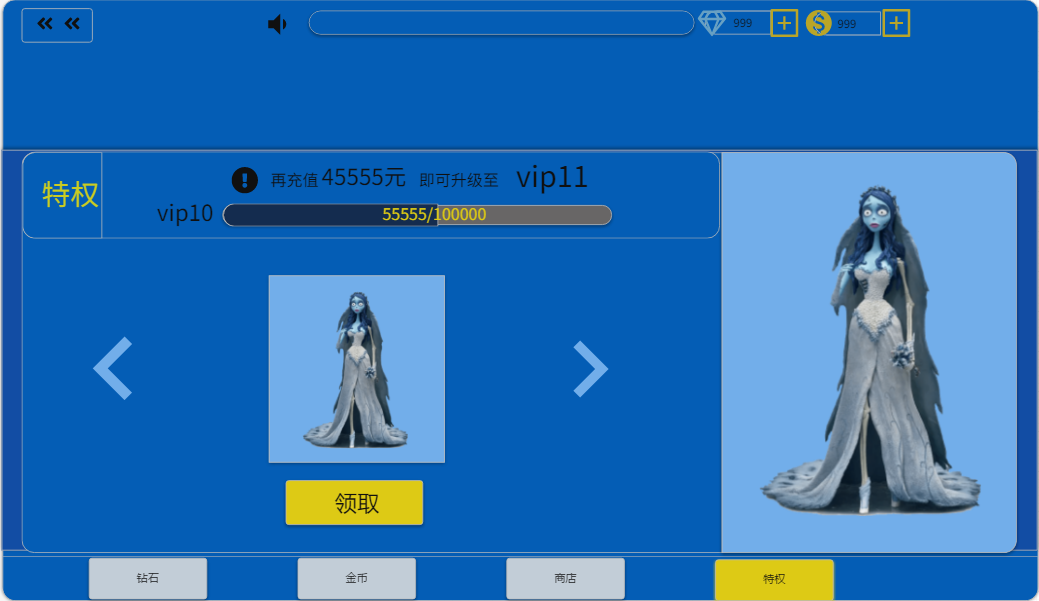 999
999
特权
再充值 45555元 即可升级至 vip11
vip10
55555/100000
领取
钻石
金币
商店
特权